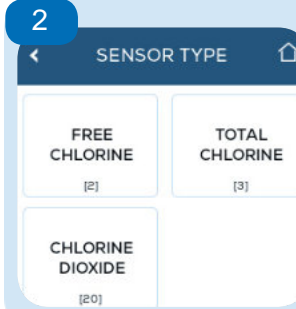 2
SENSOR TYPE
FREE
CHLORINE
[2]
TOTAL
CHLORINE
[3]
CHLORINE
DIOXIDE
[20]